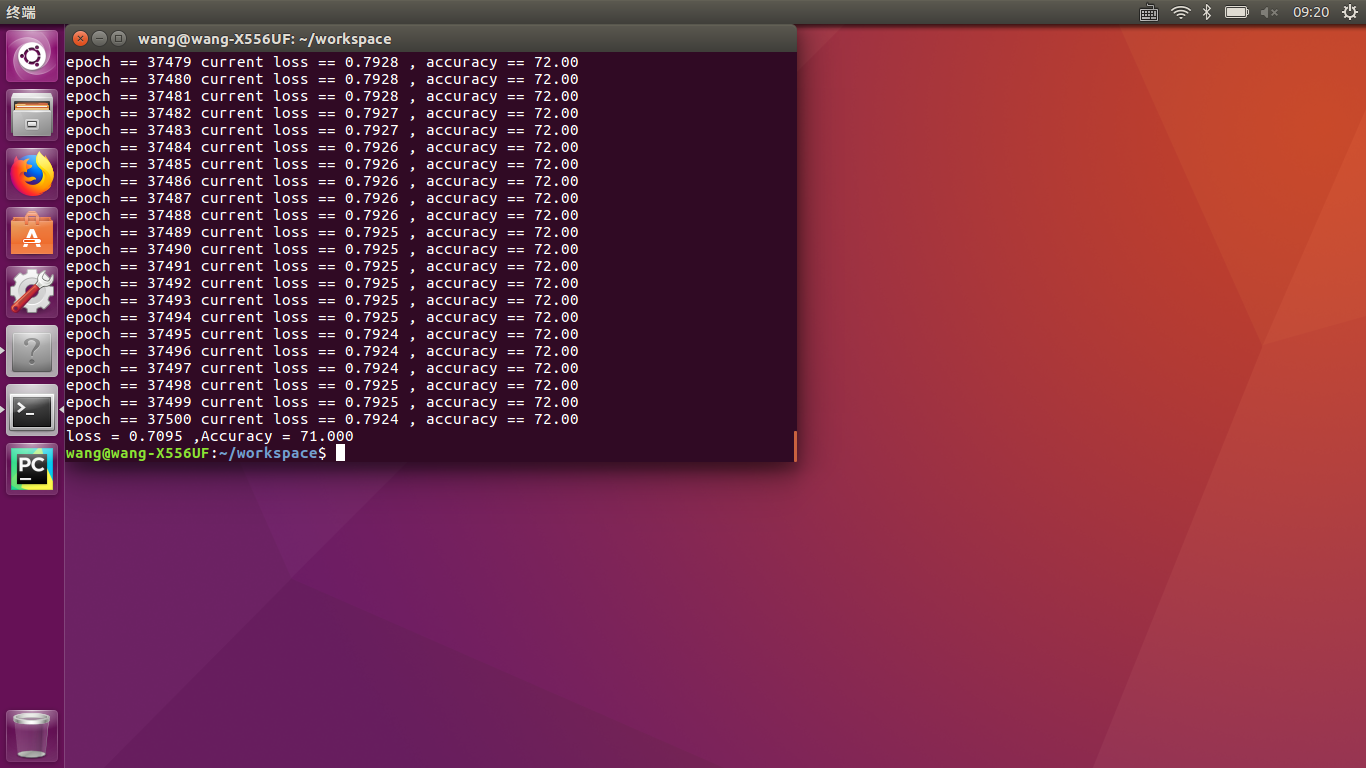 终端
09:20
wang@wang-X556UF: ~/workspace
epoch == 37479 current loss == 0.7928 , accuracy == 72.00
epoch == 37480 current loss == 0.7928 , accuracy == 72.00
epoch == 37481 current loss == 0.7928 , accuracy == 72.00
epoch == 37482 current loss == 0.7927 , accuracy == 72.00
epoch == 37483 current loss == 0.7927 , accuracy == 72.00
epoch == 37484 current loss == 0.7926 , accuracy == 72.00
epoch == 37485 current loss == 0.7926 , accuracy == 72.00
epoch == 37486 current loss == 0.7926 , accuracy == 72.00
epoch == 37487 current loss == 0.7926 , accuracy == 72.00
epoch == 37488 current loss == 0.7926 , accuracy == 72.00
epoch == 37489 current loss == 0.7925 , accuracy == 72.00
epoch == 37490 current loss == 0.7925 , accuracy == 72.00
epoch == 37491 current loss == 0.7925 , accuracy == 72.00
epoch == 37492 current loss == 0.7925 , accuracy == 72.00
epoch == 37493 current loss == 0.7925 , accuracy == 72.00
epoch == 37494 current loss == 0.7925 , accuracy == 72.00
epoch == 37495 current loss == 0.7924 , accuracy == 72.00
epoch == 37496 current loss == 0.7924 , accuracy == 72.00
epoch == 37497 current loss == 0.7924 , accuracy == 72.00
epoch == 37498 current loss == 0.7925 , accuracy == 72.00
epoch == 37499 current loss == 0.7925 , accuracy == 72.00
epoch == 37500 current loss == 0.7924 , accuracy == 72.00
loss = 0.7095 ,Accuracy = 71.000
wang@wang-X556UF:~/workspace$
PC